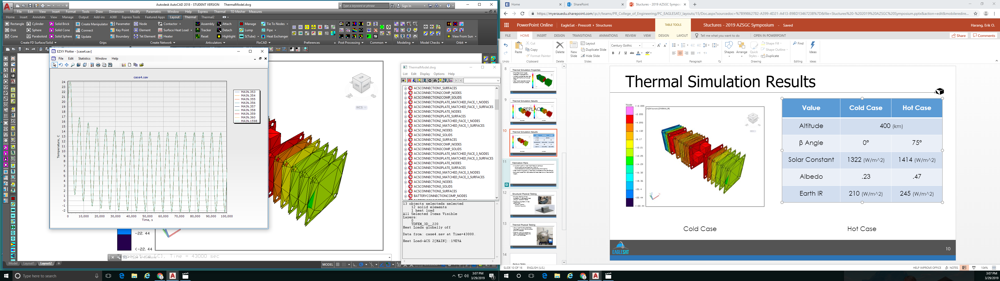 Autodesk AutoCAD 2018 - STUDENT VERSION    ThermalModel.dwg
Type a keyword or phrase
Sign In
File Edit View Insert Format Tools Draw Dimension Modify Parametric Window Help Express Thermal TD Mesher Measures
Home Insert Annotate View Manage Output Add-ins A360 Express Tools Featured Apps Layout Thermal Thermal2
Rectangle Cylinder Solid Brick Create Manipulator Parameter Node Contactor Assembly Attach Manage Tie To Nodes
Disk Sphere Solid Cone Connect Key Point Element Surface Heat Load Tracker Detach Lump Pipe
Cone Paraboloid Solid Sphere Update Boundary Tet Element Heater Reset Highlight S(Tube) Heat Exchanger View From Sun
Create FD Surface/Solid Grips Create Network Articulators FloCAD Preferences Post Processing Common Modeling Model Checks Orbit
EZXY Plotter - [case4.sav]
File Edit Statistics Window Help
case4.sav
Temperature, C
24
23
22
21
20
19
18
17
16
15
14
13
12
11
10
9
8
7
6
5
4
3
2
1
0
-1
-2
0 10,000 20,000 30,000 40,000 50,000 60,000 70,000 80,000 90,000 100,000
Time, s
MAIN.353
MAIN.354
MAIN.355
MAIN.356
MAIN.357
MAIN.358
MAIN.359
MAIN.360
MAIN.1598
TOP
LEFT FRONT
WCS
-22. 44
<-22. 44
Temperature [C], Time = 43000 sec
Model Layout1 Layout2 +
MODEL
ThermalModel.dwg
List Edit Display Options Help
ACSCONNECTION1_SURFACES
ACSCONNECTION2COMP_NODES
ACSCONNECTION2COMP_SOLIDS
ACSCONNECTION2PLATE_MATCHED_FACE_1_NODES
ACSCONNECTION2PLATE_MATCHED_FACE_1_SURFACES
ACSCONNECTION2PLATE_NODES
ACSCONNECTION2PLATE_SURFACES
ACSCONNECTION2_MATCHED_FACE_1_NODES
ACSCONNECTION2_MATCHED_FACE_1_SURFACES
ACSCONNECTION2_NODES
ACSCONNECTION2_SOLIDS
ACSCONNECTION2_SURFACES
ACSCONNECTION3COMP_NODES
ACSCONNECTION3COMP_SOLIDS
ACSCONNECTION3PLATE_MATCHED_FACE_3_NODES
ACSCONNECTION3PLATE_MATCHED_FACE_3_SURFACES
ACSCONNECTION3PLATE_NODES
ACSCONNECTION3PLATE_SURFACES
ACSCONNECTION3_MATCHED_FACE_3_NODES
ACSCONNECTION3_MATCHED_FACE_3_SURFACES
ACSCONNECTION3_NODES
ACSCONNECTION3_SOLIDS
ACSCONNECTION3_SURFACES
BATTERYCONNECTIONCOMP_NODES
13 objects selecteds selected
12 solid elements
1 heat load
All Selected Items Visible
Layers:
0
TDFEM_3D__220
Heat Loads globally off
Data from: case4.sav at Time=43000.
Heat Load-ACS 2[MAIN]::19E9A
Type here to search
3:07 PM
3/29/2019
Home
SharePoint
Stuctures - 2019 AZSGC Sympos
https://myerauedu.sharepoint.com/:p:/r/teams/PR_College_of_Engineering/PC_EAGLESAT/_layouts/15/Doc.aspx?sourcedoc=%7B99862782-A399-4D21-A413-89BD1346723B%7D&file=Stuctures%20-%202019%20AZSGC%20Symposium.pptx&action=edit&mobileredire...
PowerPoint Online EagleSat - Prescott Structures
TABLE TOOLS
Stuctures - 2019 AZSGC Symposium - Saved
Harang, Erik O.
FILE HOME INSERT DESIGN TRANSITIONS ANIMATIONS REVIEW VIEW DESIGN LAYOUT Tell me what you want to do OPEN IN POWERPOINT
Share Comments
Undo
Paste Cut Copy Format Painter
Clipboard
Delete
Delete
New Slide Layout Duplicate Slide Hide Slide
Slides
Century Gothic
B I U abc A
Font
Paragraph
Shapes Arrange Quick Styles Shape Fill Shape Outline Duplicate
Drawing
Find
Editing
Ideas
Ideas
8
Thermal Simulation Properties
9
Thermal Simulation Results
REPLACE
10
Thermal Simulation Results
11
Fabrication Plans
12
Structural Physical Testing
13
Thermal Physical Testing
14
Backup Slides
Thermal Simulation Results
Node
>-2. 055
-2. 055
-4. 093
-6. 132
-8. 17
-10. 21
-12. 25
-14. 29
-16. 32
-18. 36
-20. 4
-22. 44
<-22. 44
Value Cold Case Hot Case
Altitude 400 (km)
β Angle 0° 75°
Solar Constant 1322 (W/m^2) 1414 (W/m^2)
Albedo .23 .47
Earth IR 210 (W/m^2) 245 (W/m^2)
Cold Case
Hot Case
EAGLESAT
10
SLIDE 10 OF 16 ENGLISH (U.S.)
HELP IMPROVE OFFICE NOTES 104%
3:07 PM
3/29/2019